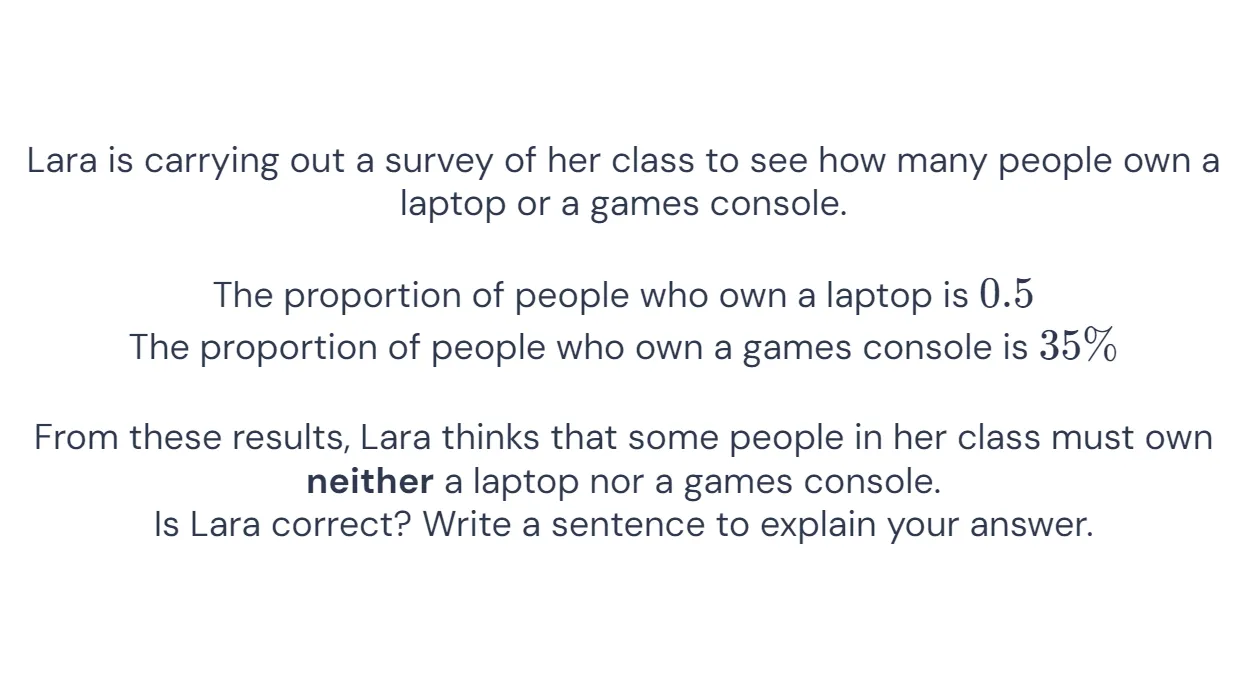 Lara is carrying out a survey of her class to see how many people own a
laptop or a games console.
The proportion of people who own a laptop is 0.5
The proportion of people who own a games console is 35%
From these results, Lara thinks that some people in her class must own
neither a laptop nor a games console.
Is Lara correct? Write a sentence to explain your answer.